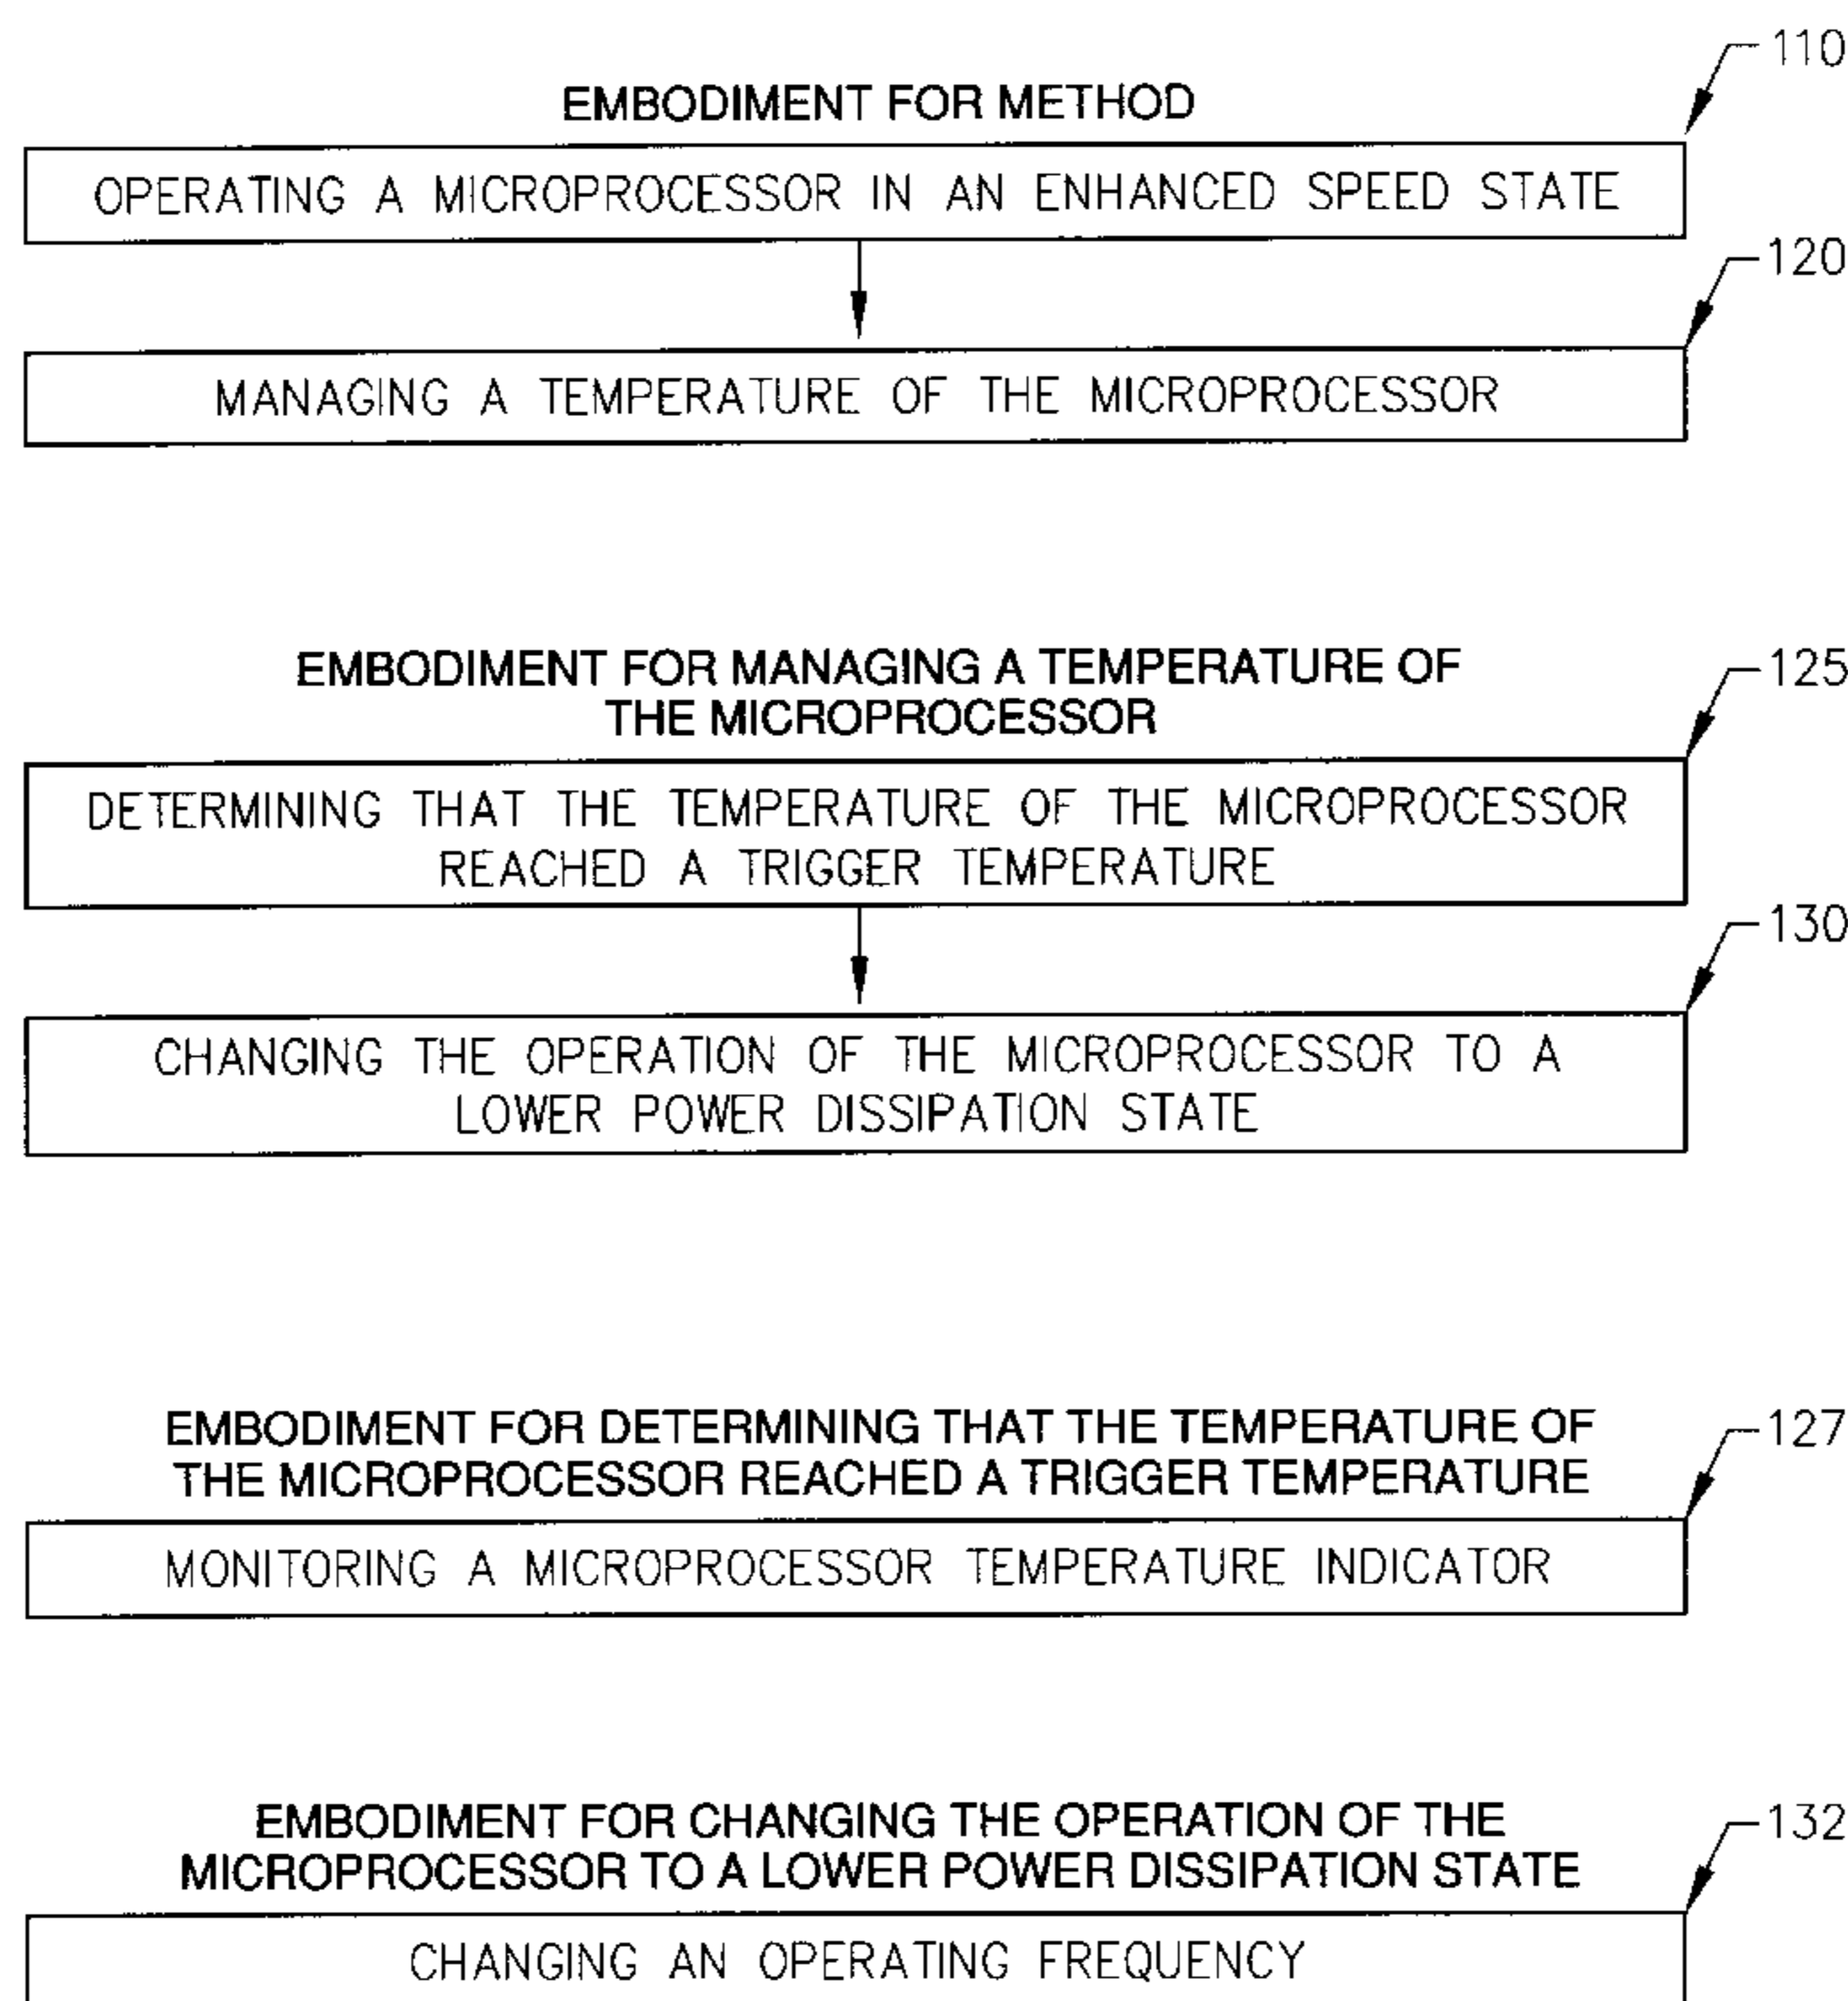 110
EMBODIMENT FOR METHOD
OPERATING A MICROPROCESSOR IN AN ENHANCED SPEED STATE
120
MANAGING A TEMPERATURE OF THE MICROPROCESSOR
125
EMBODIMENT FOR MANAGING A TEMPERATURE OF
THE MICROPROCESSOR
DETERMINING THAT THE TEMPERATURE OF THE MICROPROCESSOR
REACHED A TRIGGER TEMPERATURE
130
CHANGING THE OPERATION OF THE MICROPROCESSOR TO A
LOWER POWER DISSIPATION STATE
127
EMBODIMENT FOR DETERMINING THAT THE TEMPERATURE OF
THE MICROPROCESSOR REACHED A TRIGGER TEMPERATURE
MONITORING A MICROPROCESSOR TEMPERATURE INDICATOR
132
EMBODIMENT FOR CHANGING THE OPERATION OF THE
MICROPROCESSOR TO A LOWER POWER DISSIPATION STATE
CHANGING AN OPERATING FREQUENCY